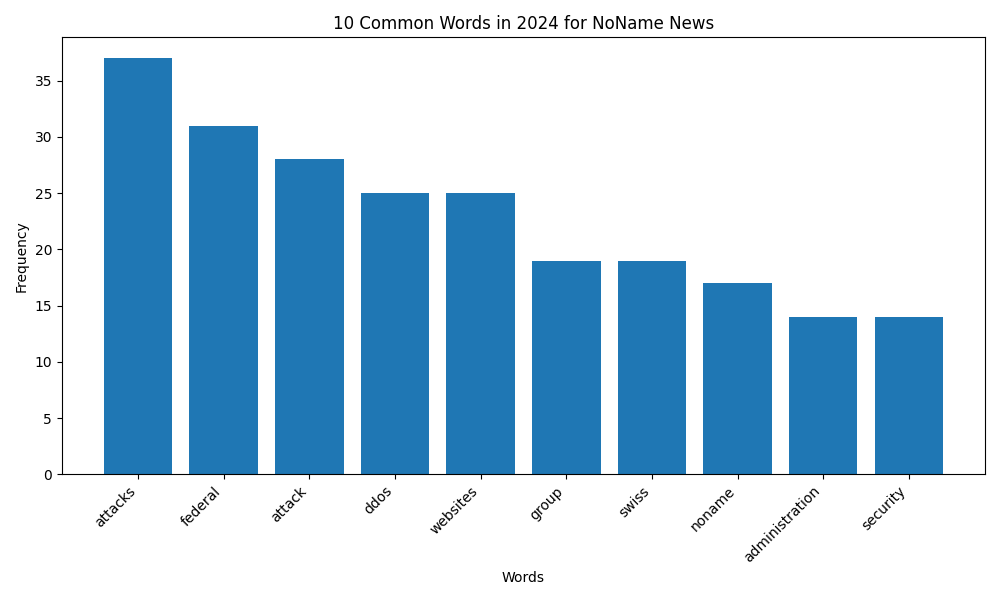 10 Common Words in 2024 for NoName News
Frequency
35
30
25
20
15
10
5
0
attacks
federal
attack
ddos
websites
group
swiss
noname
administration
security
Words